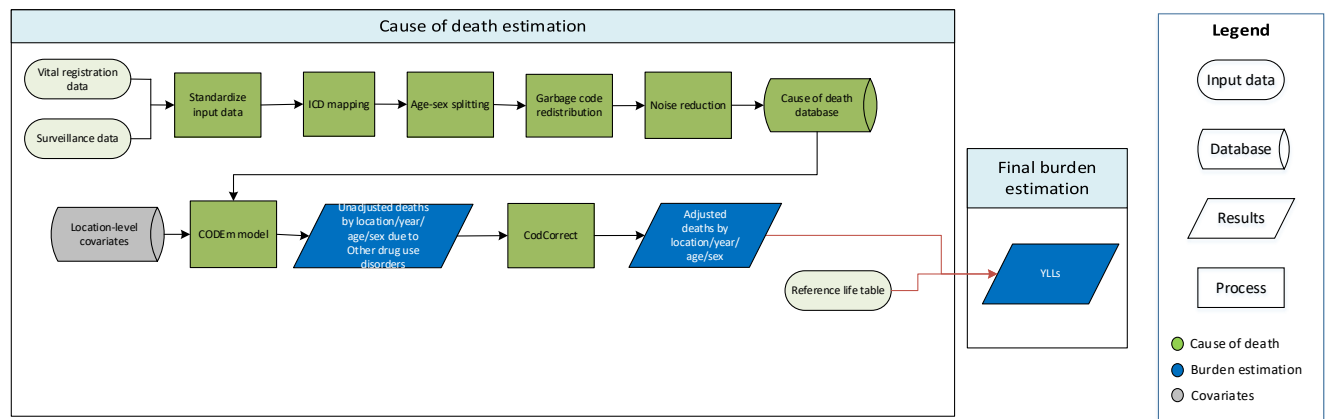 Cause of death estimation
Vital registration
data
Surveillance data
Standardize
input data
ICD mapping
Age-sex splitting
Garbage code
redistribution
Noise reduction
Cause of death
database
Location-level
covariates
CODEm model
Unadjusted deaths
by location/year/
age/sex due to
Other drug use
disorders
CodCorrect
Adjusted
deaths by
location/year/
age/sex
Reference life table
Final burden
estimation
YLLs
Legend
Input data
Database
Results
Process
Cause of death
Burden estimation
Covariates